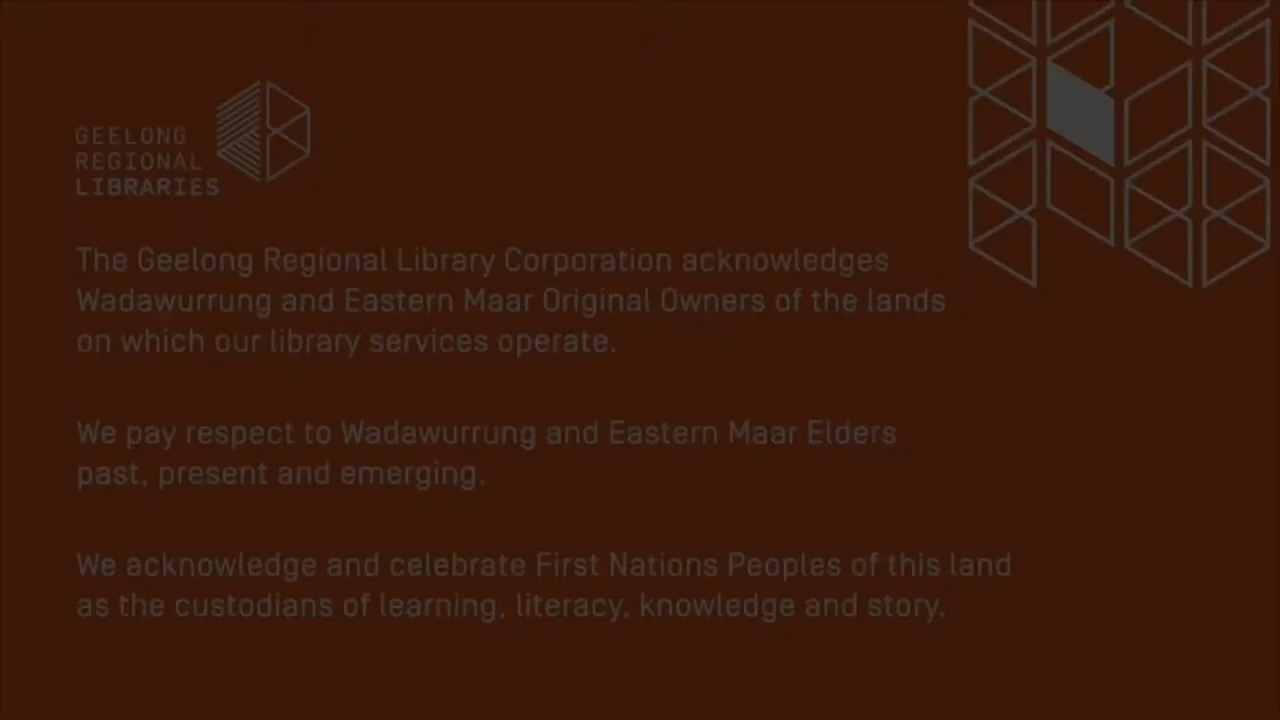 GEELONG
REGIONAL
LIBRARIES
The Geelong Regional Library Corporation acknowledges
Wadawurrung and Eastern Maar Original Owners of the lands
on which our library services operate.
We pay respect to Wadawurrung and Eastern Maar Elders
past, present and emerging.
We acknowledge and celebrate First Nations Peoples of this land
as the custodians of learning, literacy, knowledge and story.